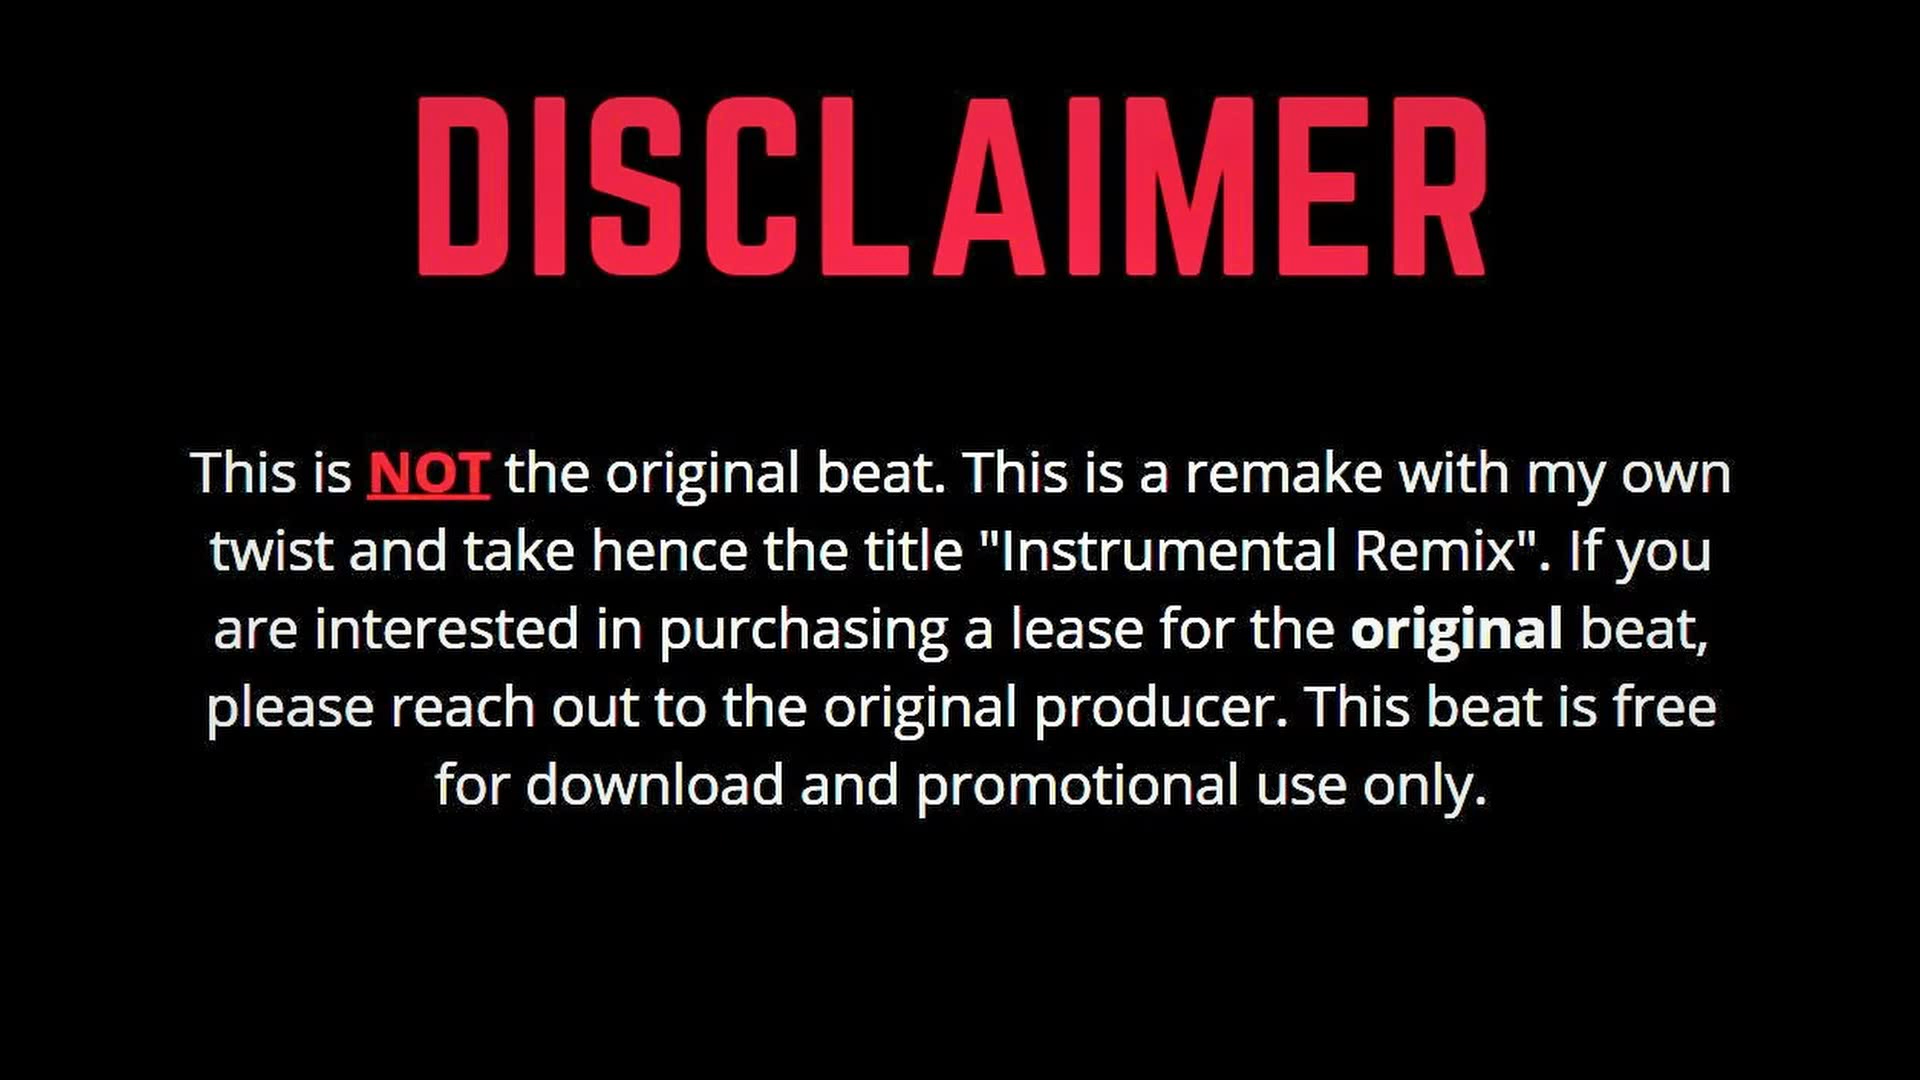 DISCLAIMER
This is NOT the original beat. This is a remake with my own
twist and take hence the title "Instrumental Remix". If you
are interested in purchasing a lease for the original beat,
please reach out to the original producer. This beat is free
for download and promotional use only.